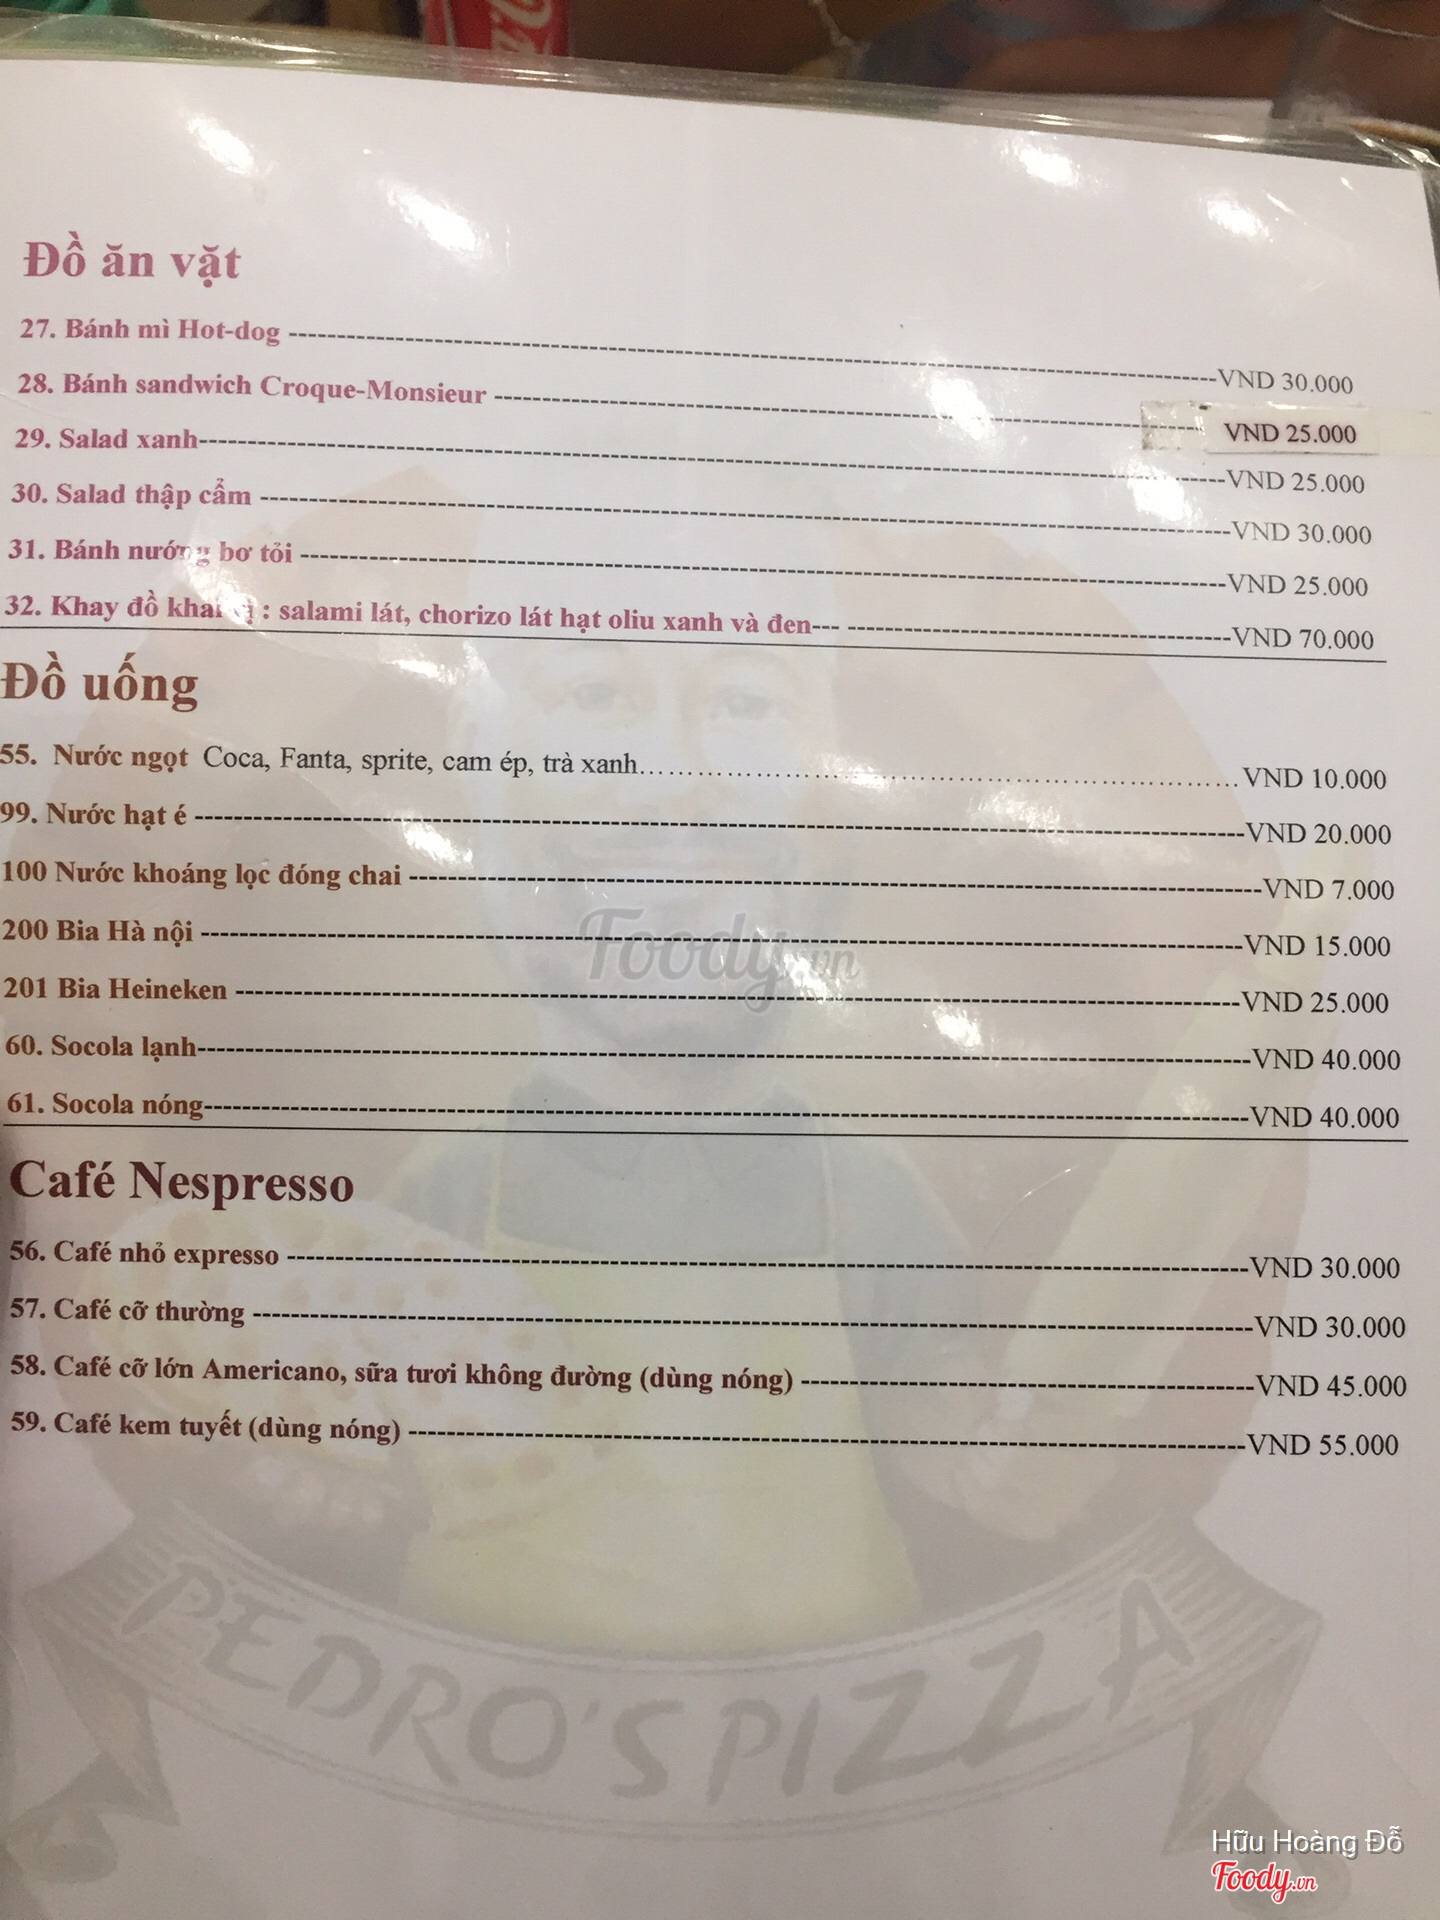 Đồ ăn vặt
27. Bánh mì Hot-dog ----------VND 30.000
28. Bánh sandwich Croque-Monsieur ---------- VND 25.000
29. Salad xanh----------VND 25.000
30. Salad thập cẩm ----------VND 30.000
31. Bánh nướng bơ tỏi ----------VND 25.000
32. Khay đồ khai vị : salami lát, chorizo lát hạt oliu xanh và đen--- ----------VND 70.000
Đồ uống
55. Nước ngọt Coca, Fanta, sprite, cam ép, trà xanh..........VND 10.000
99. Nước hạt é ----------VND 20.000
100 Nước khoáng lọc đóng chai ----------VND 7.000
200 Bia Hà nội ----------VND 15.000
201 Bia Heineken ----------VND 25.000
60. Socola lạnh----------VND 40.000
61. Socola nóng----------VND 40.000
Café Nespresso
56. Café nhỏ expresso ----------VND 30.000
57. Café cỡ thường ----------VND 30.000
58. Café cỡ lớn Americano, sữa tươi không đường (dùng nóng) ----------VND 45.000
59. Café kem tuyết (dùng nóng) ----------VND 55.000
PEDRO'S PIZZA
Foody.vn
Hữu Hoàng Đỗ
Foody.vn